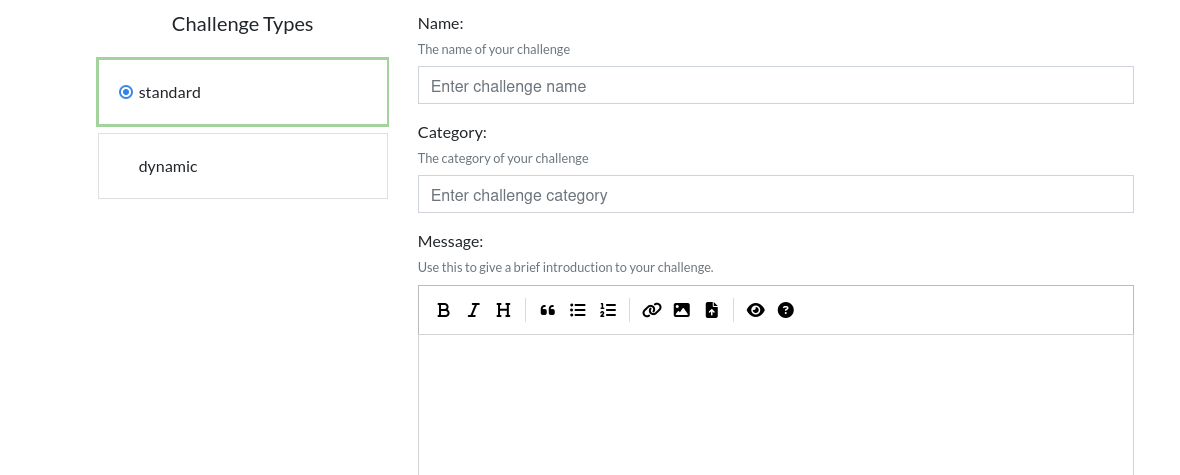 Challenge Types
standard
dynamic
Name:
The name of your challenge
Enter challenge name
Category:
The category of your challenge
Enter challenge category
Message:
Use this to give a brief introduction to your challenge.
B I H